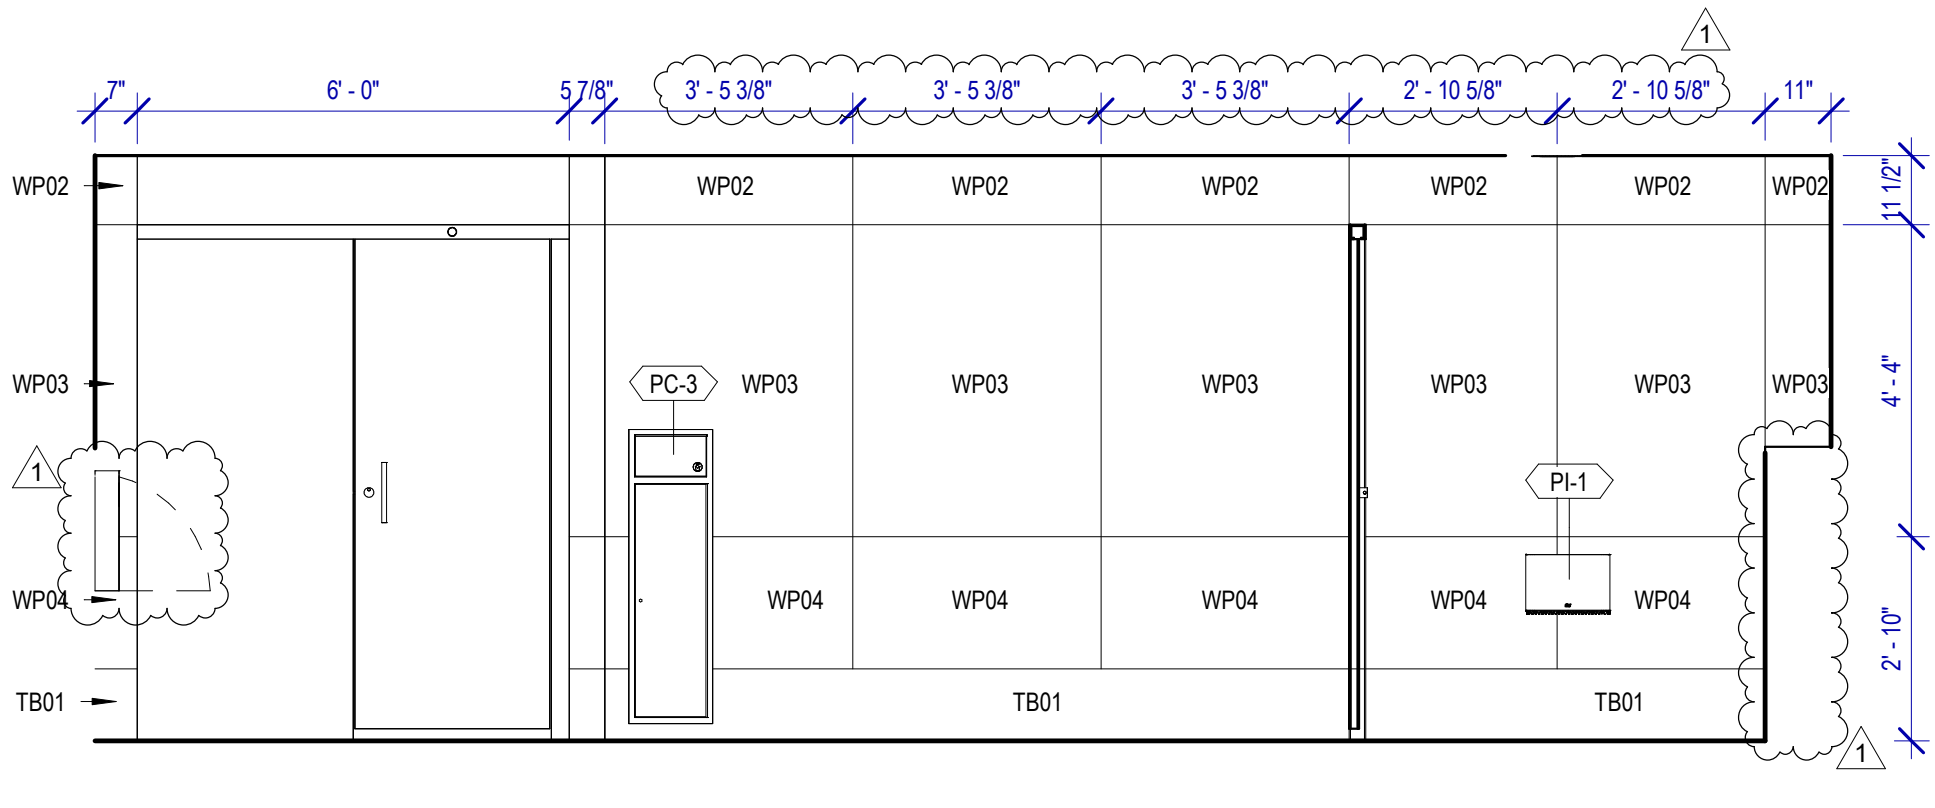 1
7" 6' - 0" 5 7/8" 3' - 5 3/8" 3' - 5 3/8" 3' - 5 3/8" 2' - 10 5/8" 2' - 10 5/8" 11"
WP02 WP02 WP02 WP02 WP02 WP02 WP02 11 1/2"
WP03 PC-3 WP03 WP03 WP03 WP03 WP03 WP03 4' - 4"
1 PI-1
WP04 WP04 WP04 WP04 WP04 WP04 2' - 10"
TB01 TB01 TB01
1